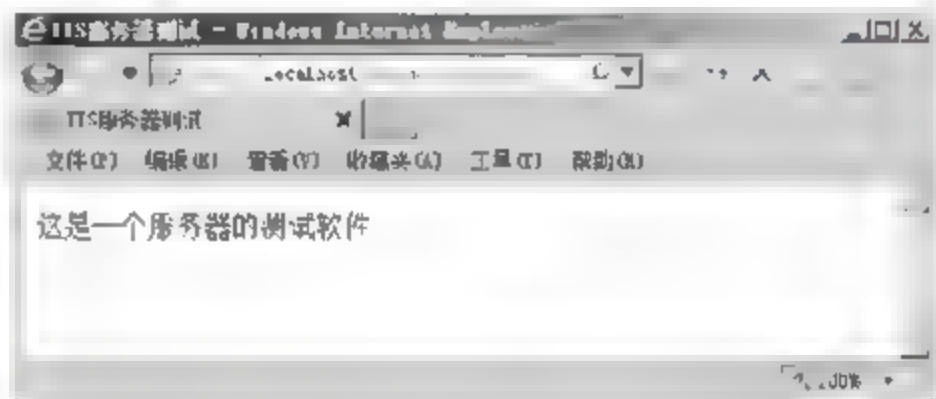 IIS服务器测试 - Windows Internet Explorer
localhost
IIS服务器测试
文件(F) 编辑(E) 查看(V) 收藏夹(A) 工具(T) 帮助(H)
这是一个服务器的测试软件